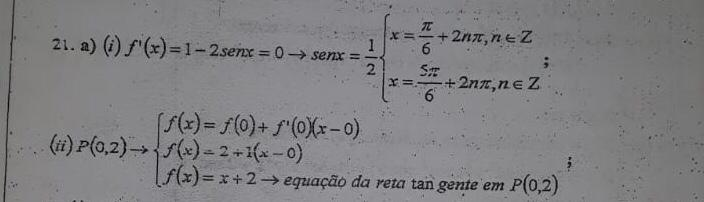 21. a) (i) f'(x) = 1 − 2senx = 0 → senx = 1/2 { x = π/6 + 2nπ, n ∈ Z
x = 5π/6 + 2nπ, n ∈ Z ;
(ii) P(0,2) → { f(x) = f(0) + f'(0)(x − 0)
f(x) = 2 + 1(x − 0)
f(x) = x + 2 → equação da reta tan gente em P(0,2) ;